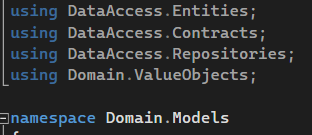 using DataAccess.Entities;
using DataAccess.Contracts;
using DataAccess.Repositories;
using Domain.ValueObjects;
namespace Domain.Models
{